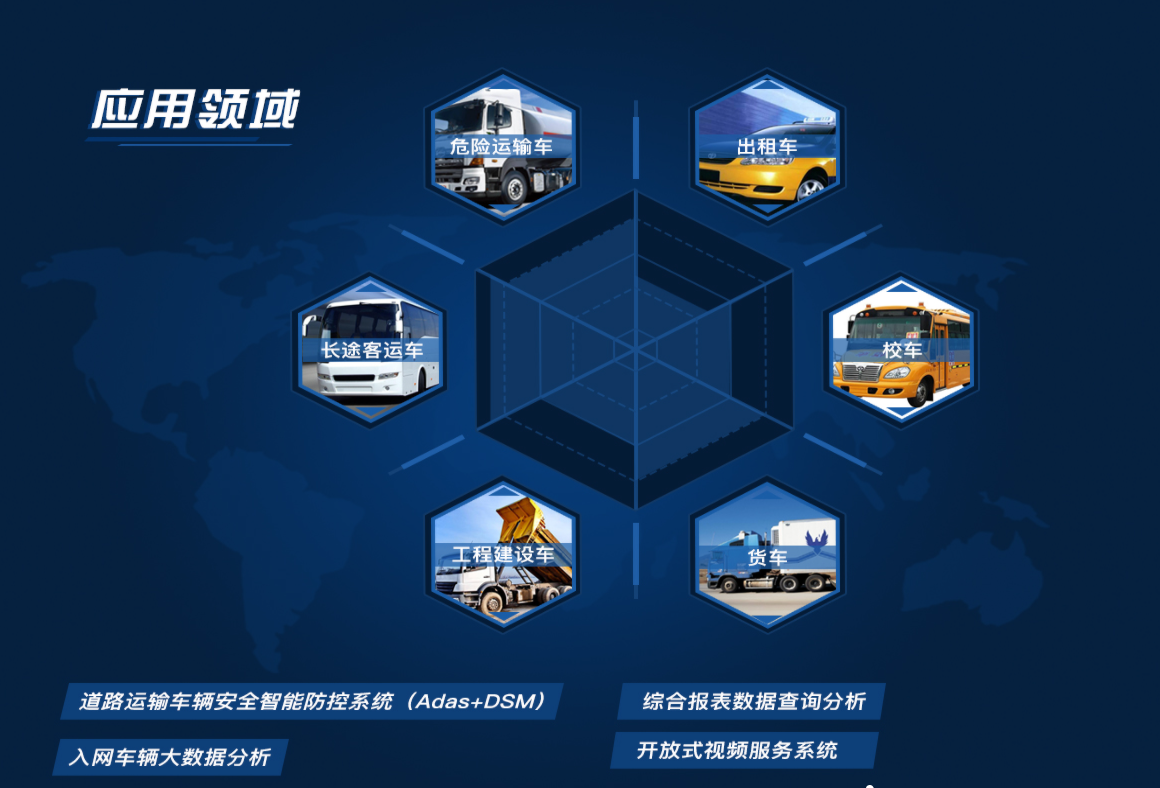 应用领域
危险运输车
出租车
长途客运车
校车
工程建设车
货车
道路运输车辆安全智能防控系统（Adas+DSM）
综合报表数据查询分析
入网车辆大数据分析
开放式视频服务系统